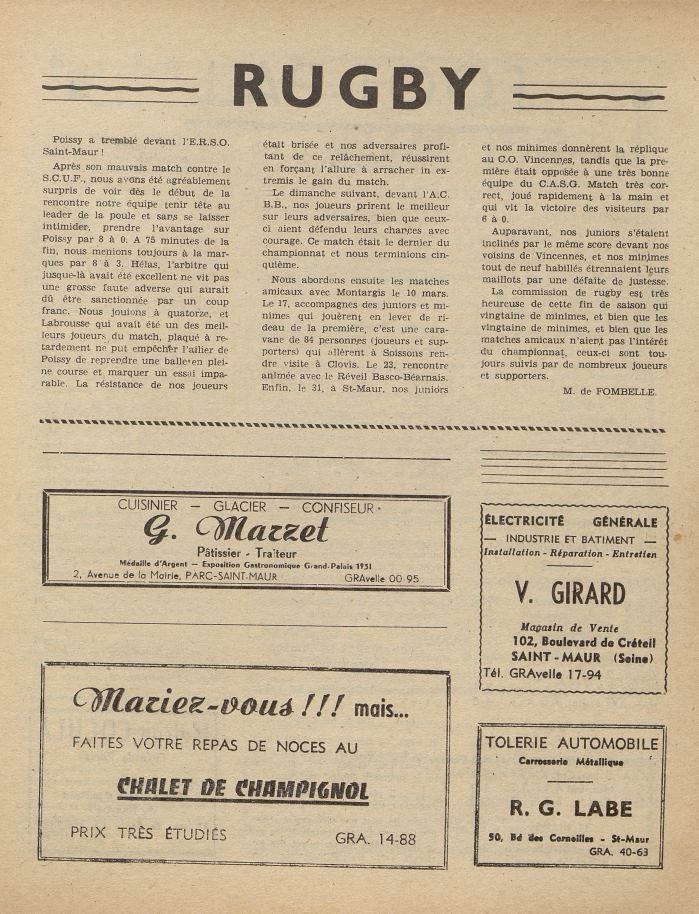 RUGBY
Poissy a tremblé devant l'E.R.S.O.
Saint-Maur !
Après son mauvais match contre le
S.C.U.F., nous avons été agréablement
surpris de voir dès le début de la
rencontre notre équipe tenir tête au
leader de la poule et sans se laisser
intimider, prendre l'avantage sur
Poissy par 8 à 0. A 75 minutes de la
fin, nous menions toujours à la mar-
ques par 8 à 3. Hélas, l'arbitre qui
jusque-là avait été excellent ne vit pas
une grosse faute adverse qui aurait
dû être sanctionnée par un coup
franc. Nous jouions à quatorze, et
Labrousse qui avait été un des meil-
leurs joueurs du match, plaqué à re-
tardement ne put empêcher l'ailier de
Poissy de reprendre une balle en plei-
ne course et marquer un essai impa-
rable. La résistance de nos joueurs
était brisée et nos adversaires profi-
tant de ce relâchement, réussirent
en forçant l'allure à arracher in ex-
tremis le gain du match.
Le dimanche suivant, devant l'A.C.
B.B., nos joueurs prirent le meilleur
sur leurs adversaires, bien que ceux-
ci aient défendu leurs chances avec
courage. Ce match était le dernier du
championnat et nous terminions cin-
quième.
Nous abordons ensuite les matches
amicaux avec Montargis le 10 mars.
Le 17, accompagnés des juniors et mi-
nimes qui jouèrent en lever de ri-
deau de la première, c'est une cara-
vane de 84 personnes (joueurs et sup-
porters) qui allèrent à Soissons ren-
dre visite à Clovis. Le 23, rencontre
animée avec le Réveil Basco-Béarnais.
Enfin, le 31, à St-Maur, nos juniors
et nos minimes donnèrent la réplique
au C.O. Vincennes, tandis que la pre-
mière était opposée à une très bonne
équipe du C.A.S.G. Match très cor-
rect, joué rapidement à la main et
qui vit la victoire des visiteurs par
6 à 0.
Auparavant, nos juniors s'étaient
inclinés par le même score devant nos
voisins de Vincennes, et nos minimes
tout de neuf habillés étrennaient leurs
maillots par une défaite de justesse.
La commission de rugby est très
heureuse de cette fin de saison qui
vingtaine de minimes, et bien que les
vingtaine de minimes, et bien que les
matches amicaux n'aient pas l'intérêt
du championnat, ceux-ci sont tou-
jours suivis par de nombreux joueurs
et supporters.
M. de FOMBELLE.
CUISINIER — GLACIER — CONFISEUR
G. Marzet
Pâtissier - Traiteur
Médaille d'Argent — Exposition Gastronomique Grand-Palais 1951
2, Avenue de la Mairie, PARC-SAINT-MAUR GRAvelle 00-95
Mariez-vous !!! mais...
FAITES VOTRE REPAS DE NOCES AU
CHALET DE CHAMPIGNOL
PRIX TRÈS ÉTUDIÉS GRA. 14-88
ÉLECTRICITÉ GÉNÉRALE
— INDUSTRIE ET BATIMENT —
Installation - Réparation - Entretien
V. GIRARD
Magasin de Vente
102, Boulevard de Créteil
SAINT-MAUR (Seine)
Tél. GRAvelle 17-94
TOLERIE AUTOMOBILE
Carrosserie Métallique
R. G. LABE
50, Bd des Corneilles - St-Maur
GRA. 40-63